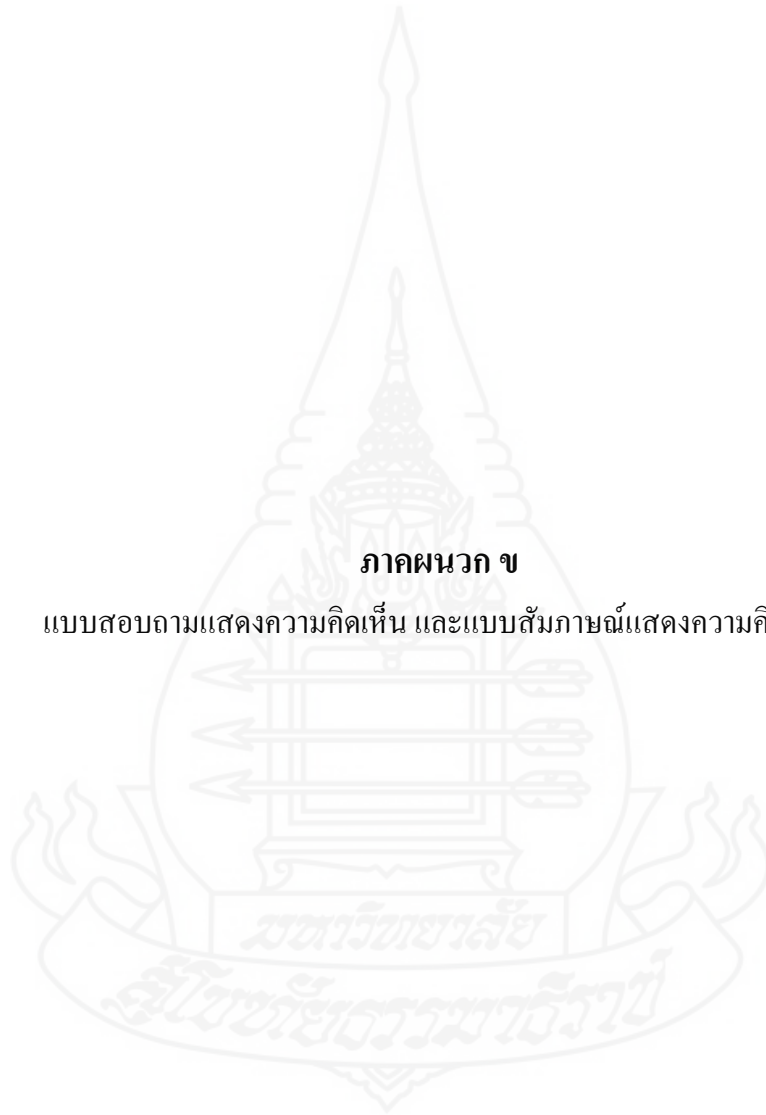 ภาคผนวก ข
แบบสอบถามแสดงความคิดเห็น และแบบสัมภาษณ์แสดงความคิ
มหาวิทยาลัย
สุโขทัยธรรมาธิราช